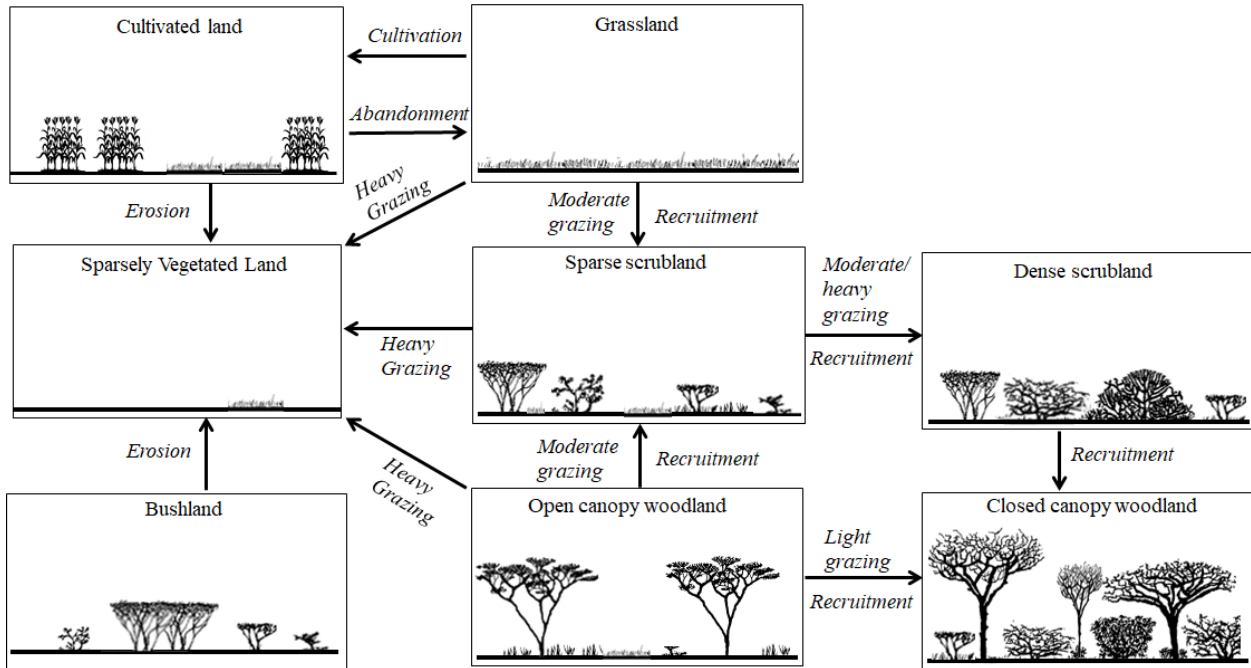 Cultivated land
Cultivation
Grassland
Abandonment
Heavy
Grazing
Erosion
Moderate
grazing
Recruitment
Sparsely Vegetated Land
Sparse scrubland
Moderate/
heavy
grazing
Recruitment
Dense scrubland
Heavy
Grazing
Erosion
Heavy
Grazing
Moderate
grazing
Recruitment
Recruitment
Bushland
Open canopy woodland
Light
grazing
Recruitment
Closed canopy woodland